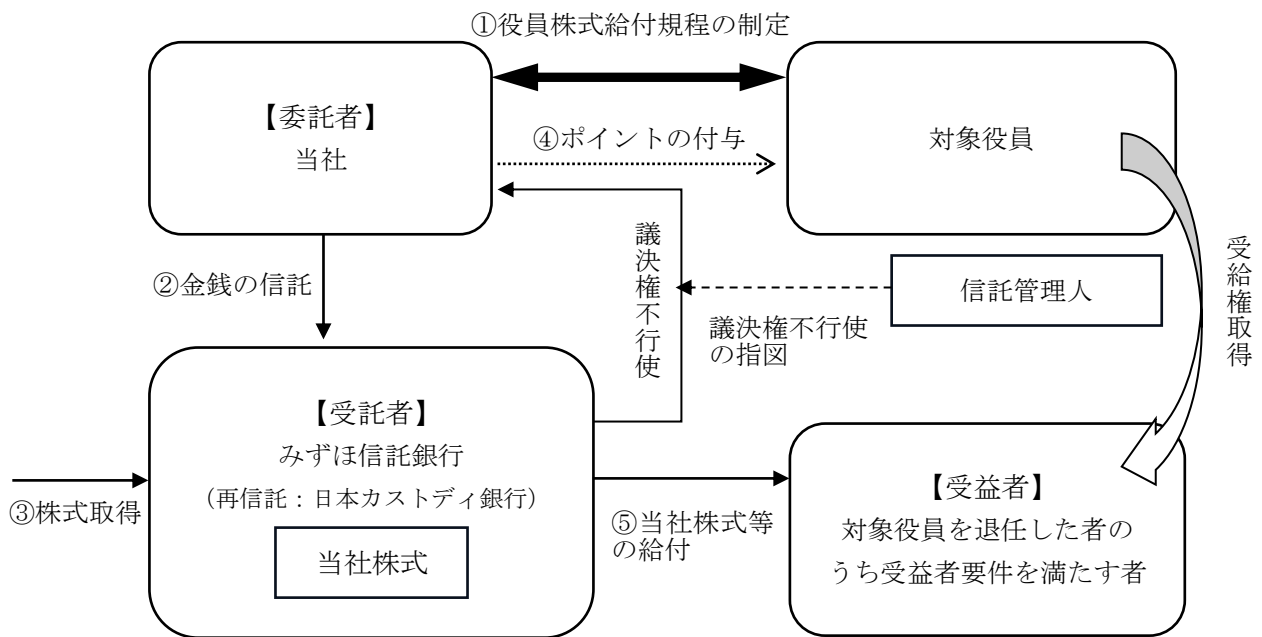 ①役員株式給付規程の制定
【委託者】
当社
④ポイントの付与
対象役員
②金銭の信託
議決権不行使
議決権不行使
の指図
信託管理人
受給権取得
【受託者】
みずほ信託銀行
（再信託：日本カストディ銀行）
当社株式
③株式取得
⑤当社株式等
の給付
【受益者】
対象役員を退任した者の
うち受益者要件を満たす者